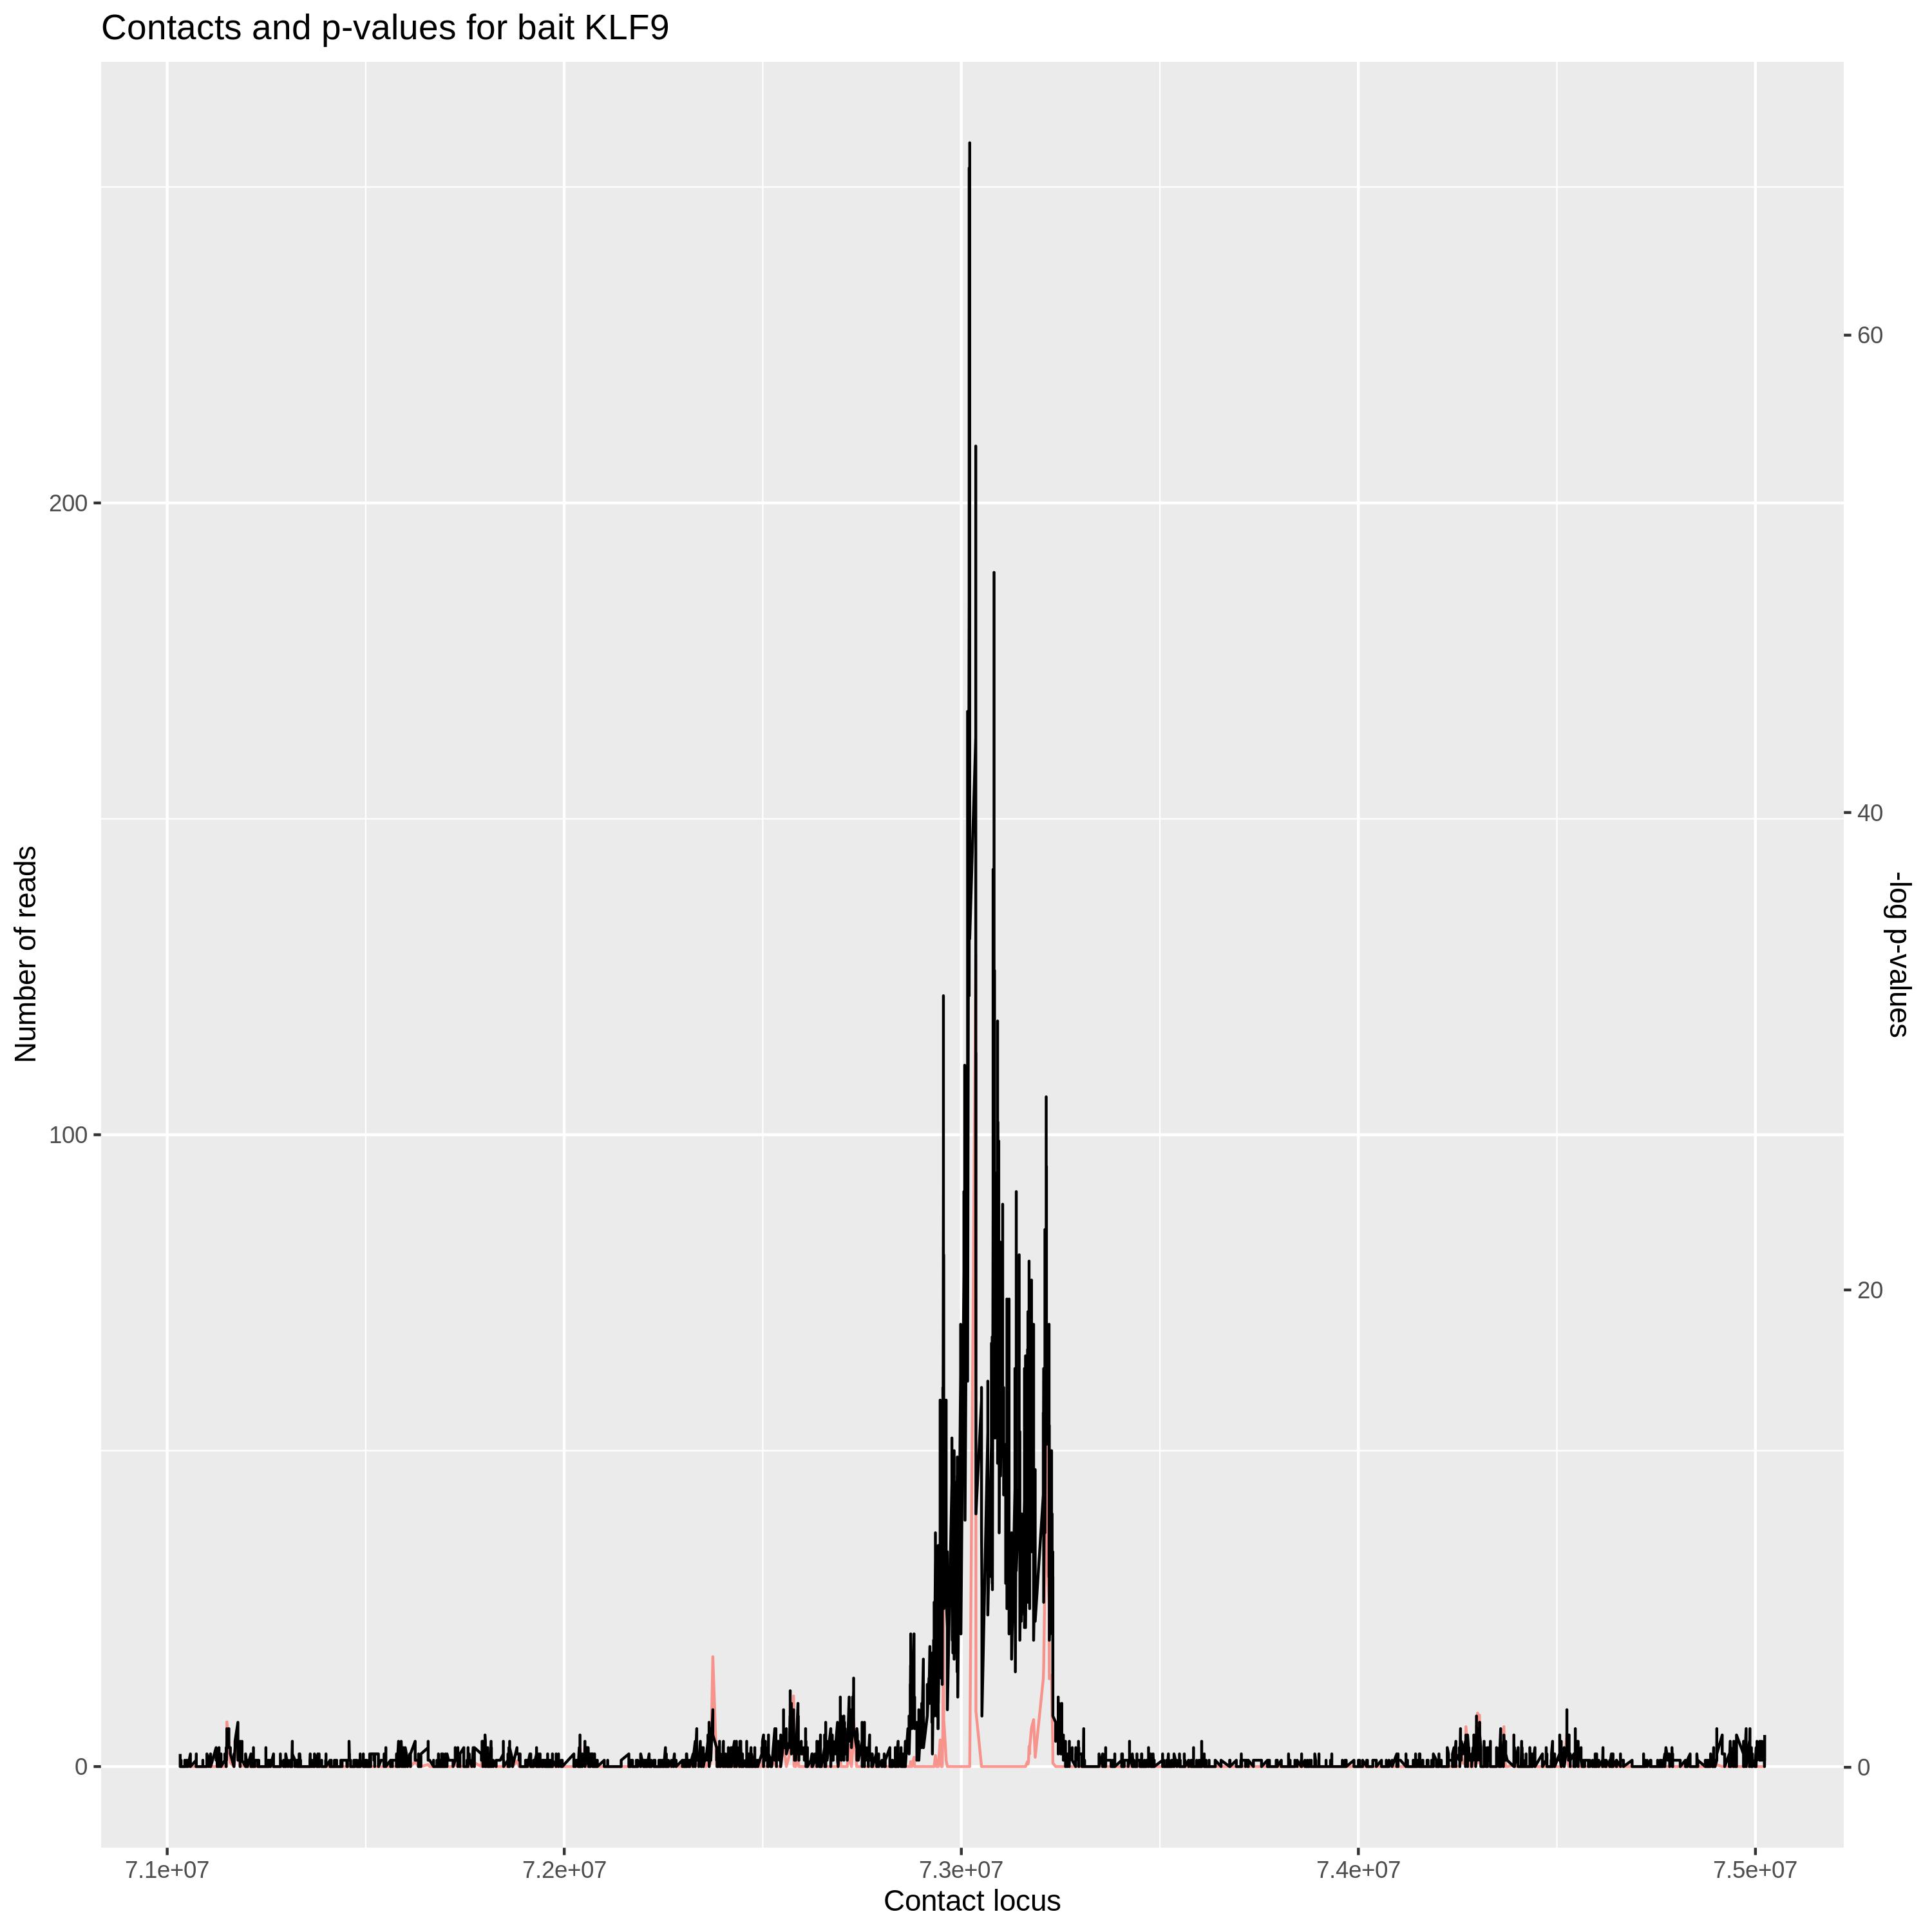 Contacts and p-values for bait KLF9
Number of reads
200
100
0
60
40
20
0
-log p-values
7.1e+07
7.2e+07
7.3e+07
7.4e+07
7.5e+07
Contact locus